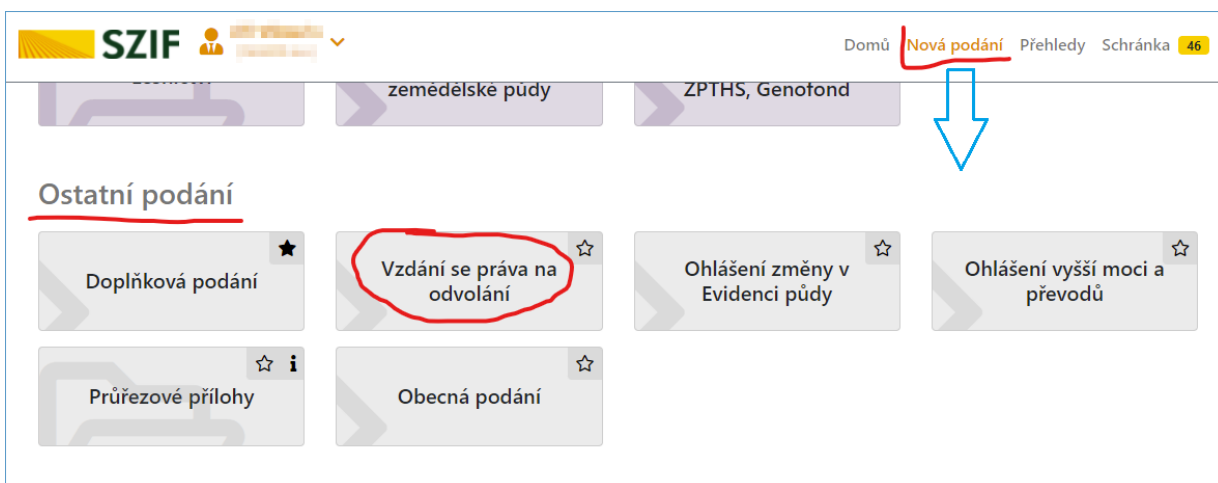 SZIF
Domů Nová podání Přehledy Schránka 46
zemědělské půdy
ZPTHS, Genofond
Ostatní podání
Doplňková podání
Vzdání se práva na
odvolání
Ohlášení změny v
Evidenci půdy
Ohlášení vyšší moci a
převodů
Průřezové přílohy
Obecná podání